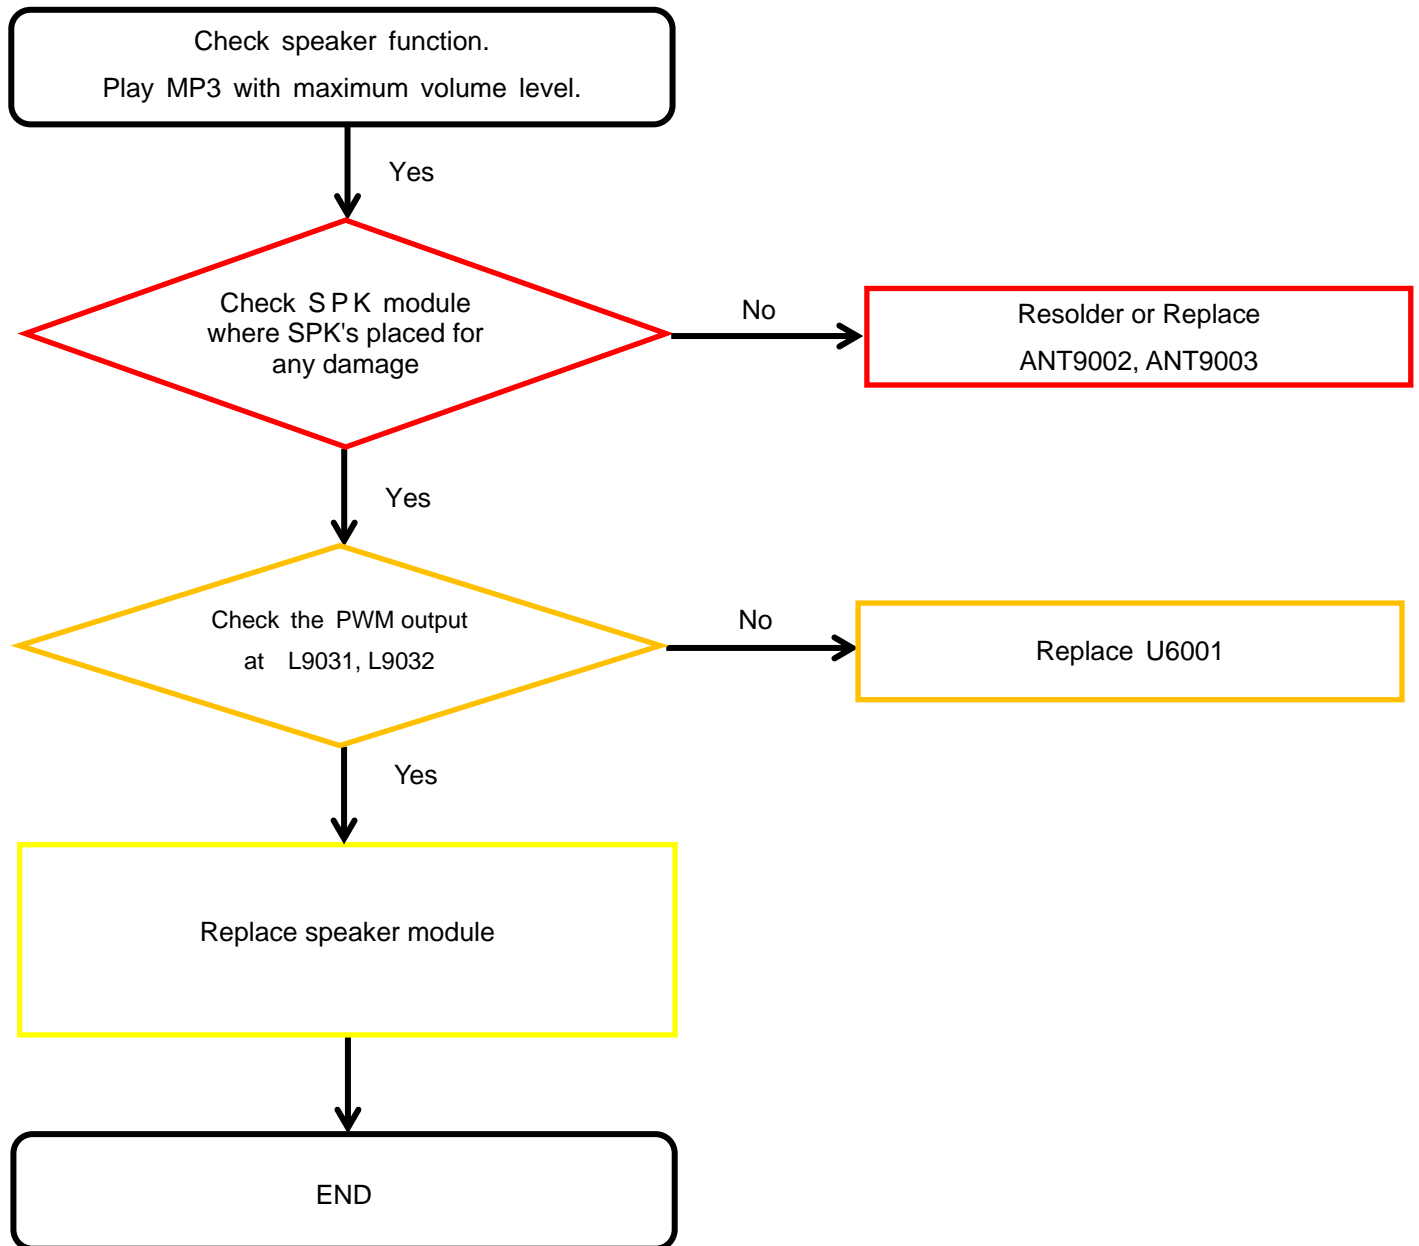 Check speaker function.
Play MP3 with maximum volume level.
Yes
Check SPK module
where SPK's placed for
any damage
No
Resolder or Replace
ANT9002, ANT9003
Yes
Check the PWM output
at L9031, L9032
No
Replace U6001
Yes
Replace speaker module
END